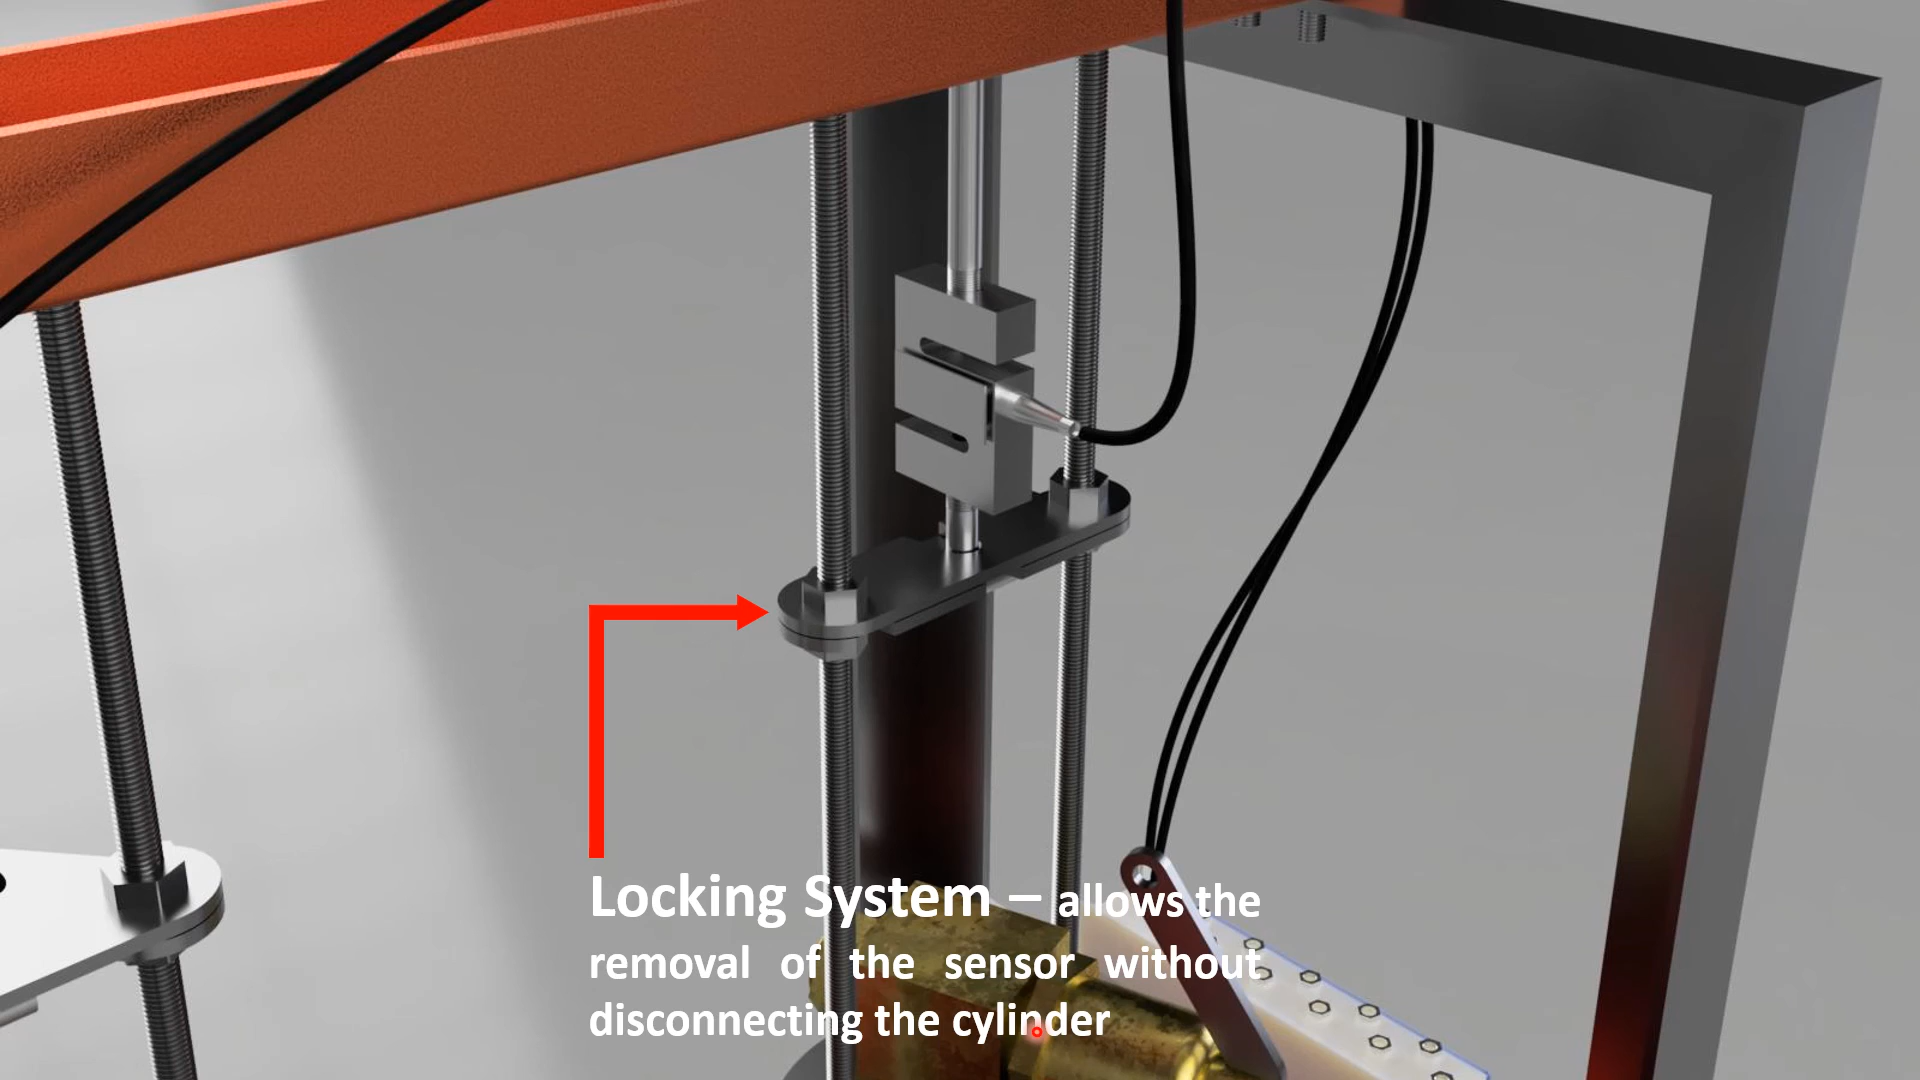 Locking System – allows the
removal of the sensor without
disconnecting the cylinder